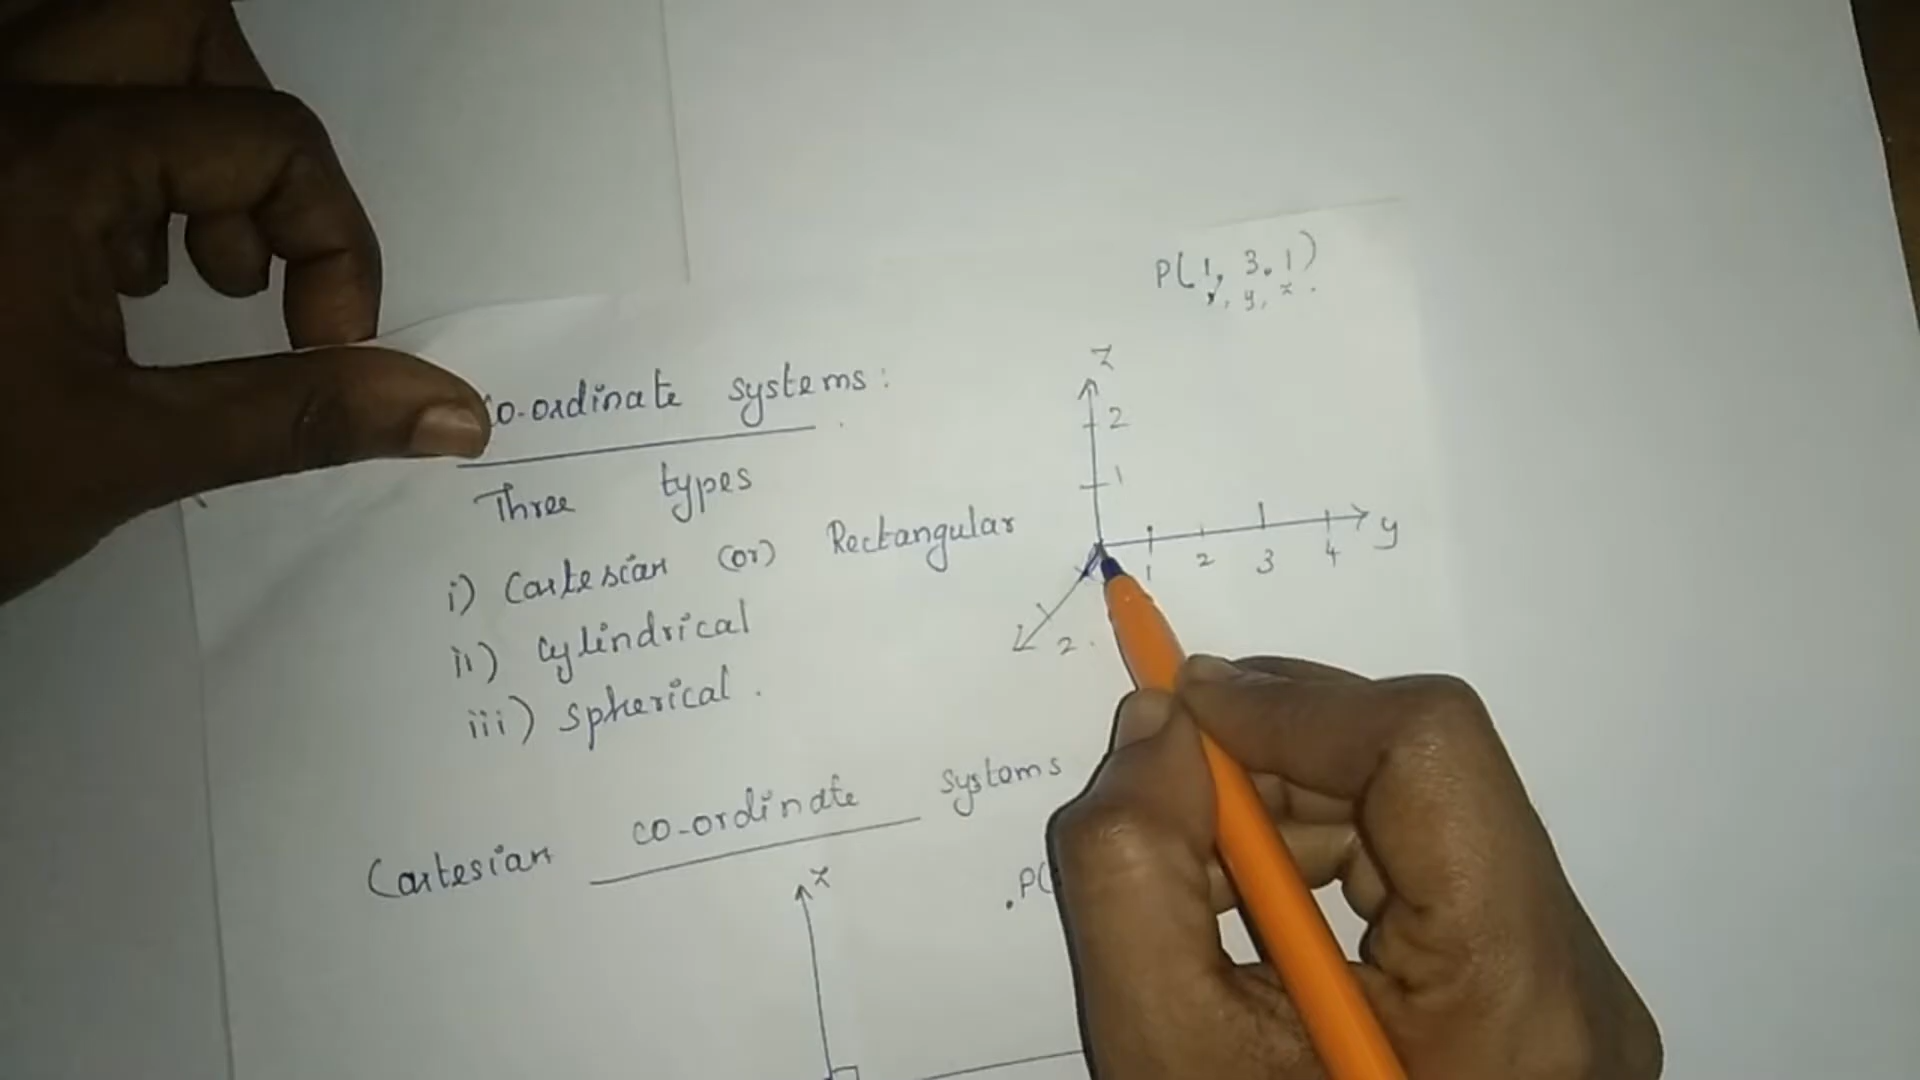 P(1, 3, 1)
x, y, z.
co-ordinate systems:
Three types
i) Cartesian (or) Rectangular
ii) cylindrical
iii) spherical.
z
2
1
1 2 3 4 y
2.
Cartesian co-ordinate systems
z
.P(